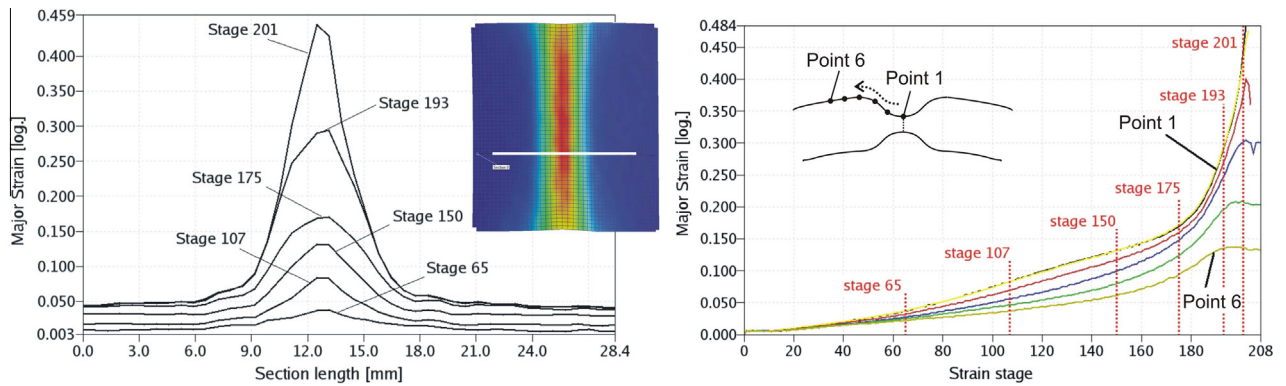 0.459
0.400
0.350
0.300
0.250
0.200
0.150
0.100
0.050
0.003
Major Strain [log.]
0.0
3.0
6.0
9.0
12.0
15.0
18.0
21.0
24.0
28.4
Section length [mm]
Stage 201
Stage 193
Stage 175
Stage 150
Stage 107
Stage 65
0.484
0.450
0.400
0.350
0.300
0.250
0.200
0.150
0.100
0.050
0.000
Major Strain [log.]
0
20
40
60
80
100
120
140
160
180
208
Strain stage
stage 201
stage 193
stage 175
stage 150
stage 107
stage 65
Point 6
Point 1
Point 1
Point 6